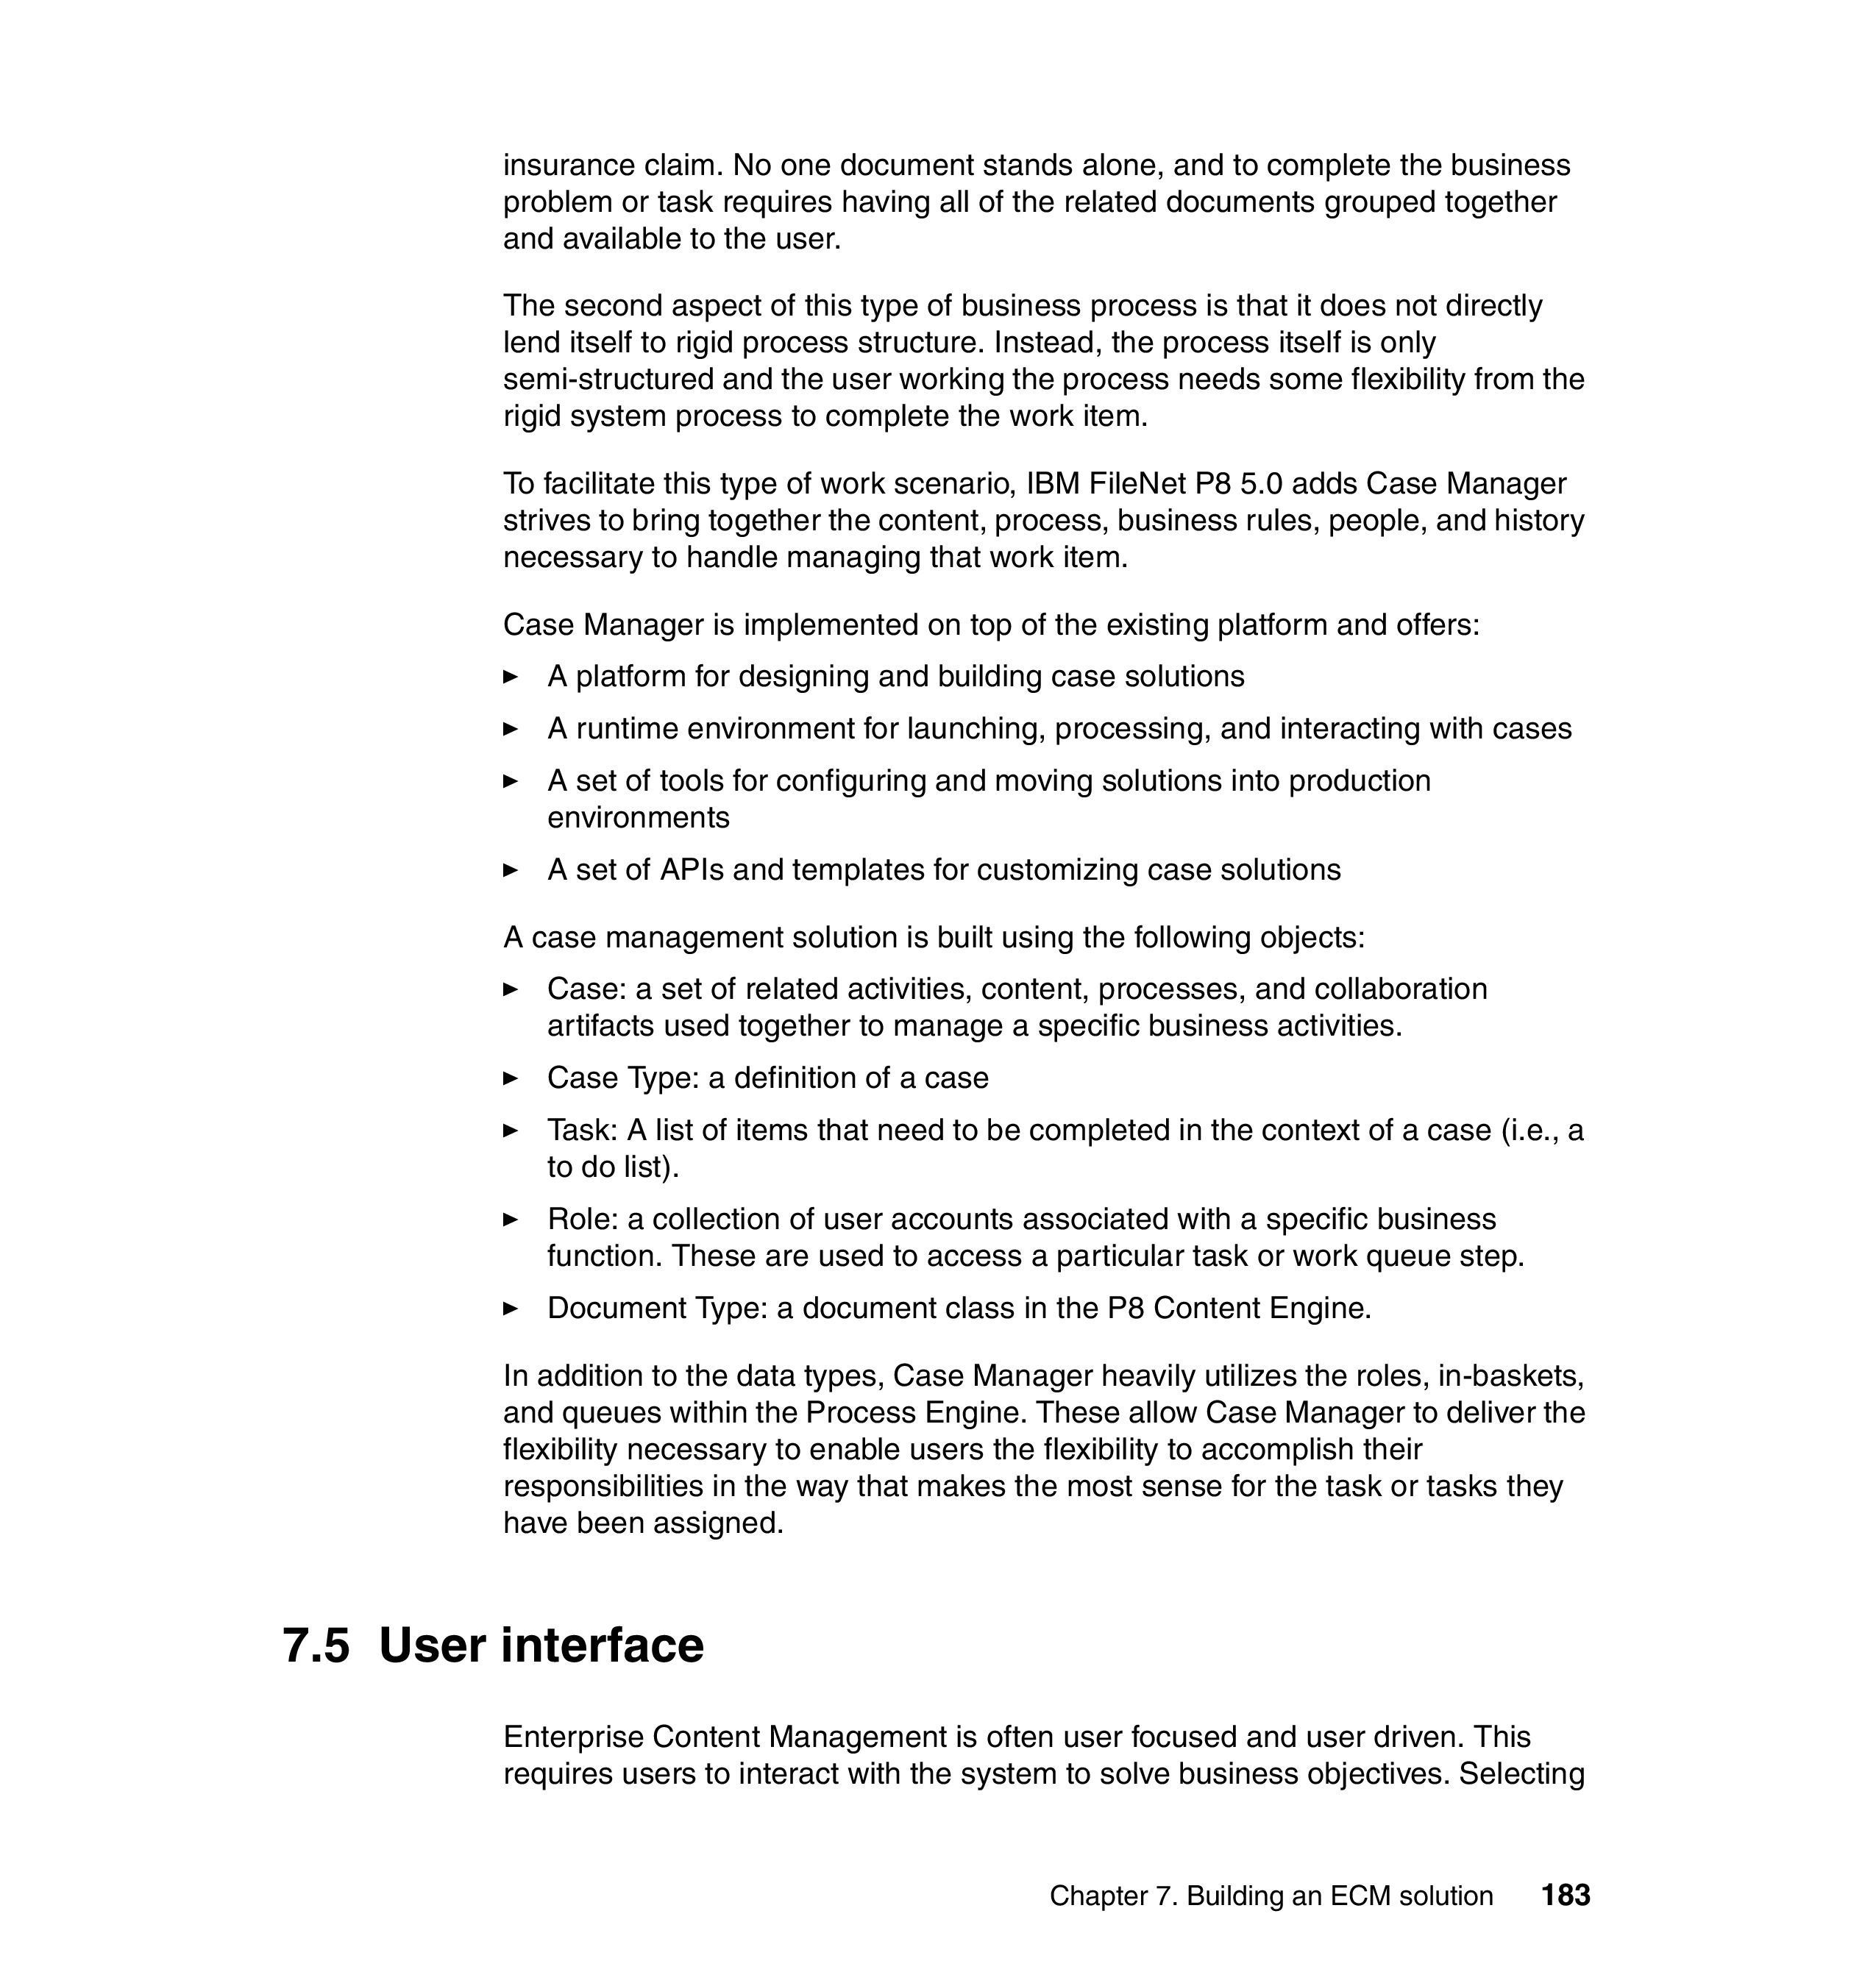 insurance claim. No one document stands alone, and to complete the business
problem or task requires having all of the related documents grouped together
and available to the user.
The second aspect of this type of business process is that it does not directly
lend itself to rigid process structure. Instead, the process itself is only
semi-structured and the user working the process needs some flexibility from the
rigid system process to complete the work item.
To facilitate this type of work scenario, IBM FileNet P8 5.0 adds Case Manager
strives to bring together the content, process, business rules, people, and history
necessary to handle managing that work item.
Case Manager is implemented on top of the existing platform and offers:
► A platform for designing and building case solutions
► A runtime environment for launching, processing, and interacting with cases
► A set of tools for configuring and moving solutions into production
environments
► A set of APIs and templates for customizing case solutions
A case management solution is built using the following objects:
► Case: a set of related activities, content, processes, and collaboration
artifacts used together to manage a specific business activities.
► Case Type: a definition of a case
► Task: A list of items that need to be completed in the context of a case (i.e., a
to do list).
► Role: a collection of user accounts associated with a specific business
function. These are used to access a particular task or work queue step.
► Document Type: a document class in the P8 Content Engine.
In addition to the data types, Case Manager heavily utilizes the roles, in-baskets,
and queues within the Process Engine. These allow Case Manager to deliver the
flexibility necessary to enable users the flexibility to accomplish their
responsibilities in the way that makes the most sense for the task or tasks they
have been assigned.
7.5 User interface
Enterprise Content Management is often user focused and user driven. This
requires users to interact with the system to solve business objectives. Selecting
Chapter 7. Building an ECM solution 183